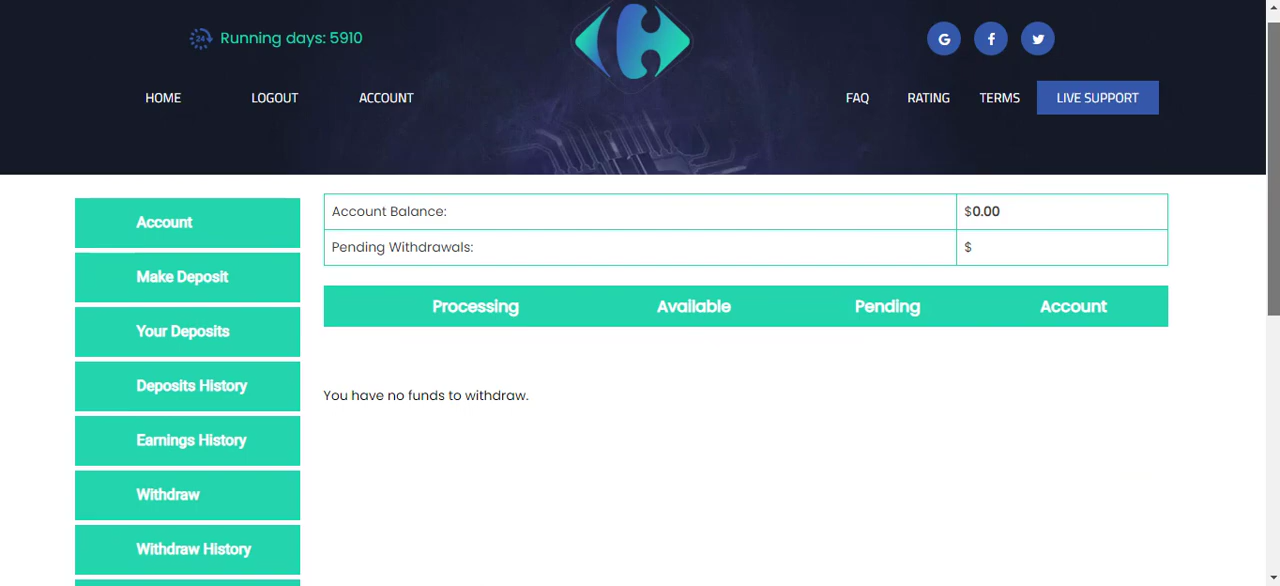 24 Running days: 5910
HOME LOGOUT ACCOUNT FAQ RATING TERMS LIVE SUPPORT
Account
Make Deposit
Your Deposits
Deposits History
Earnings History
Withdraw
Withdraw History
Account Balance: $0.00
Pending Withdrawals: $
Processing Available Pending Account
You have no funds to withdraw.